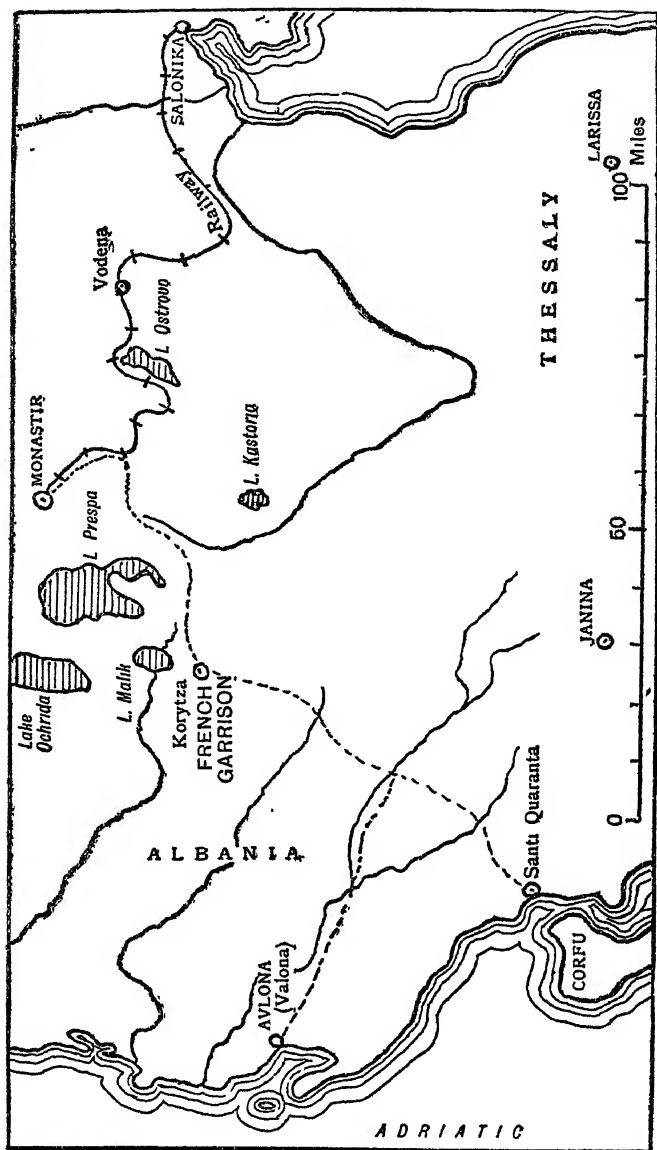 Lake
Ochrida
MONASTIR
L Prespa
L. Malik
Vodena
L. Ostrovo
SALONIKA
Railway
Korytza
FRENCH
GARRISON
L. Kastoria
ALBANIA
AVLONA
(Valona)
Santi Quaranta
CORFU
THESSALY
JANINA
LARISSA
0 50 100
Miles
ADRIATIC